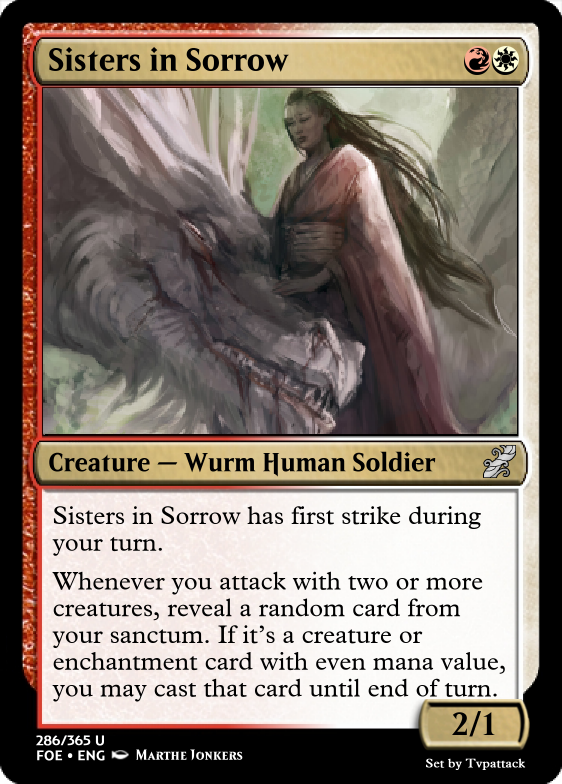 Sisters in Sorrow
Creature — Wurm Human Soldier
Sisters in Sorrow has first strike during
your turn.
Whenever you attack with two or more
creatures, reveal a random card from
your sanctum. If it's a creature or
enchantment card with even mana value,
you may cast that card until end of turn.
2/1
286/365 U
FOE • ENG Marthe Jonkers
Set by Tvpattack